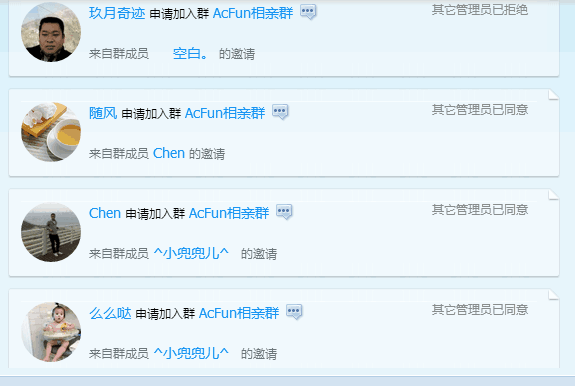 玖月奇迹 申请加入群 AcFun相亲群 其它管理员已拒绝
来自群成员 空白。 的邀请
随风 申请加入群 AcFun相亲群 其它管理员已同意
来自群成员 Chen 的邀请
Chen 申请加入群 AcFun相亲群 其它管理员已同意
来自群成员 ^小兜兜儿^ 的邀请
么么哒 申请加入群 AcFun相亲群 其它管理员已同意
来自群成员 ^小兜兜儿^ 的邀请